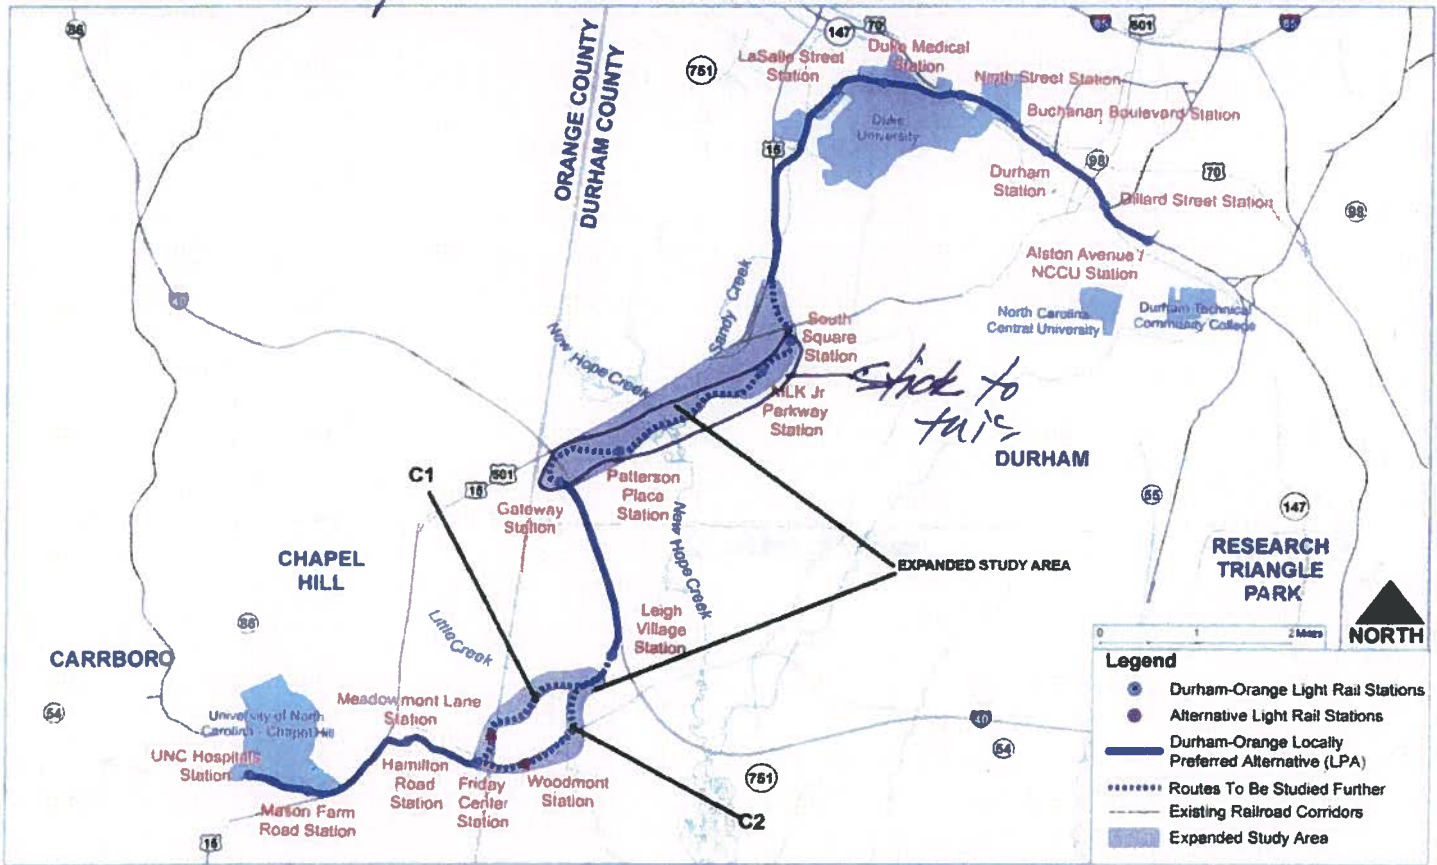 86
ORANGE COUNTY
DURHAM COUNTY
751
147
70
501
LaSalle Street
Station
Duke Medical
Station
Ninth Street Station
Buchanan Boulevard Station
Duke
University
15
98
70
Durham
Station
Dillard Street Station
98
Alston Avenue /
NCCU Station
North Carolina
Central University
Durham Technical
Community College
40
Sandy Creek
New Hope Creek
South
Square
Station
MLK Jr
Parkway
Station
stick to
this
DURHAM
C1
15
501
Gateway
Station
Patterson
Place
Station
New Hope Creek
55
147
CHAPEL
HILL
EXPANDED STUDY AREA
RESEARCH
TRIANGLE
PARK
86
Little Creek
Leigh
Village
Station
CARRBORO
54
University of North
Carolina - Chapel Hill
UNC Hospitals
Station
Meadowmont Lane
Station
Hamilton
Road
Station
Friday
Center
Station
Woodmont
Station
Mason Farm
Road Station
15
751
C2
40
54
0 1 2 Miles
NORTH
Legend
Durham-Orange Light Rail Stations
Alternative Light Rail Stations
Durham-Orange Locally
Preferred Alternative (LPA)
Routes To Be Studied Further
Existing Railroad Corridors
Expanded Study Area